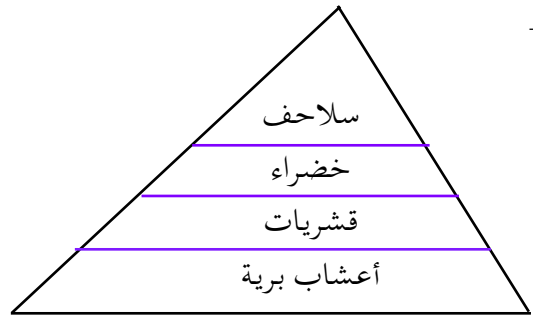 سلاحف
خضراء
قشريات
أعشاب برية